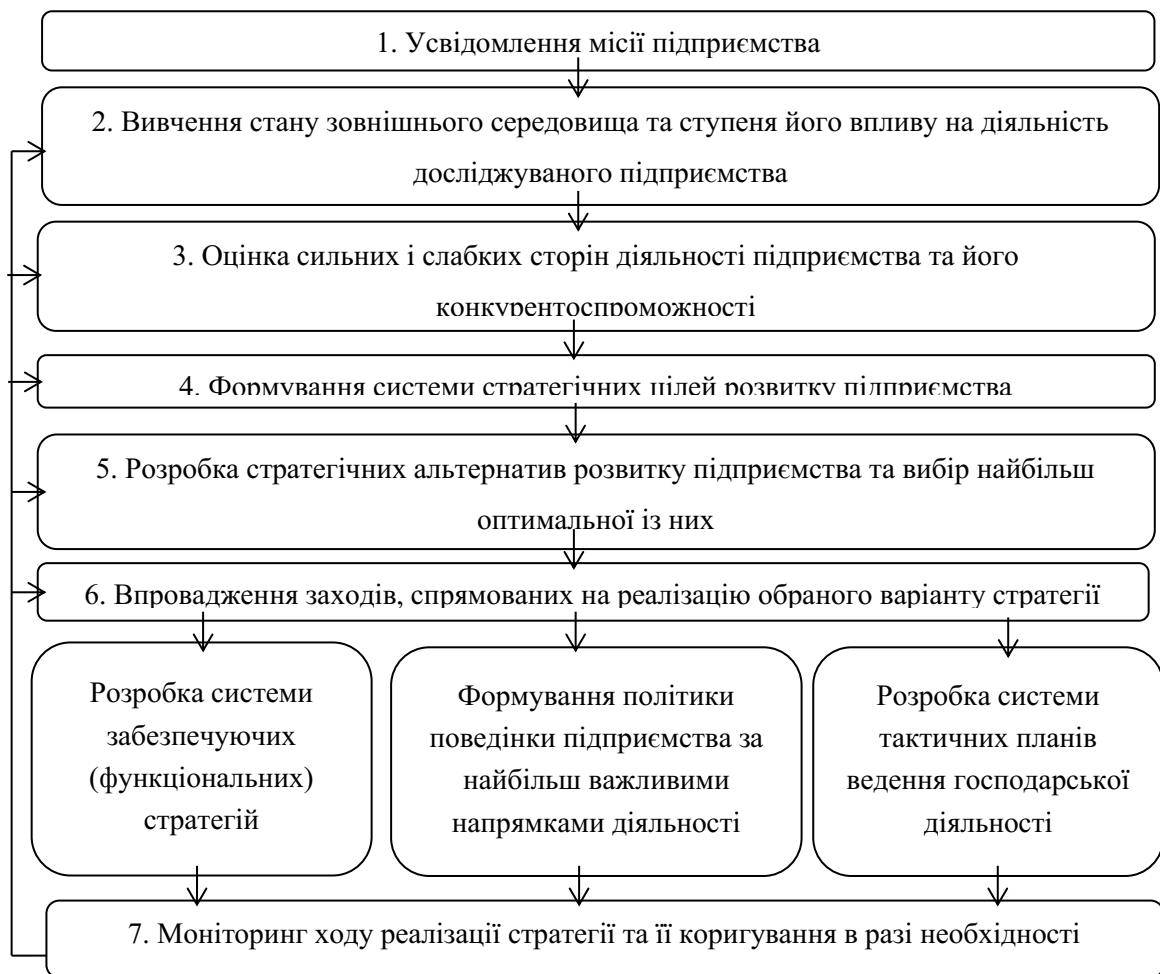 1. Усвідомлення місії підприємства
2. Вивчення стану зовнішнього середовища та ступеня його впливу на діяльність
досліджуваного підприємства
3. Оцінка сильних і слабких сторін діяльності підприємства та його
конкурентоспроможності
4. Формування системи стратегічних цілей розвитку підприємства
5. Розробка стратегічних альтернатив розвитку підприємства та вибір найбільш
оптимальної із них
6. Впровадження заходів, спрямованих на реалізацію обраного варіанту стратегії
Розробка системи
забезпечуючих
(функціональних)
стратегій
Формування політики
поведінки підприємства за
найбільш важливими
напрямками діяльності
Розробка системи
тактичних планів
ведення господарської
діяльності
7. Моніторинг ходу реалізації стратегії та її коригування в разі необхідності